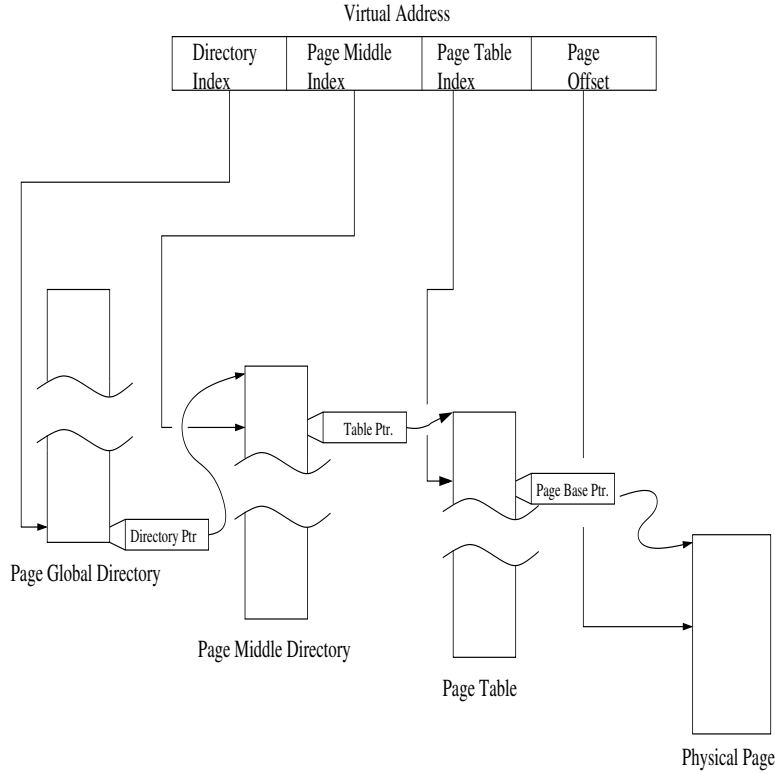 Virtual Address
Directory Index
Page Middle Index
Page Table Index
Page Offset
Table Ptr.
Page Base Ptr.
Directory Ptr
Page Global Directory
Page Middle Directory
Page Table
Physical Page